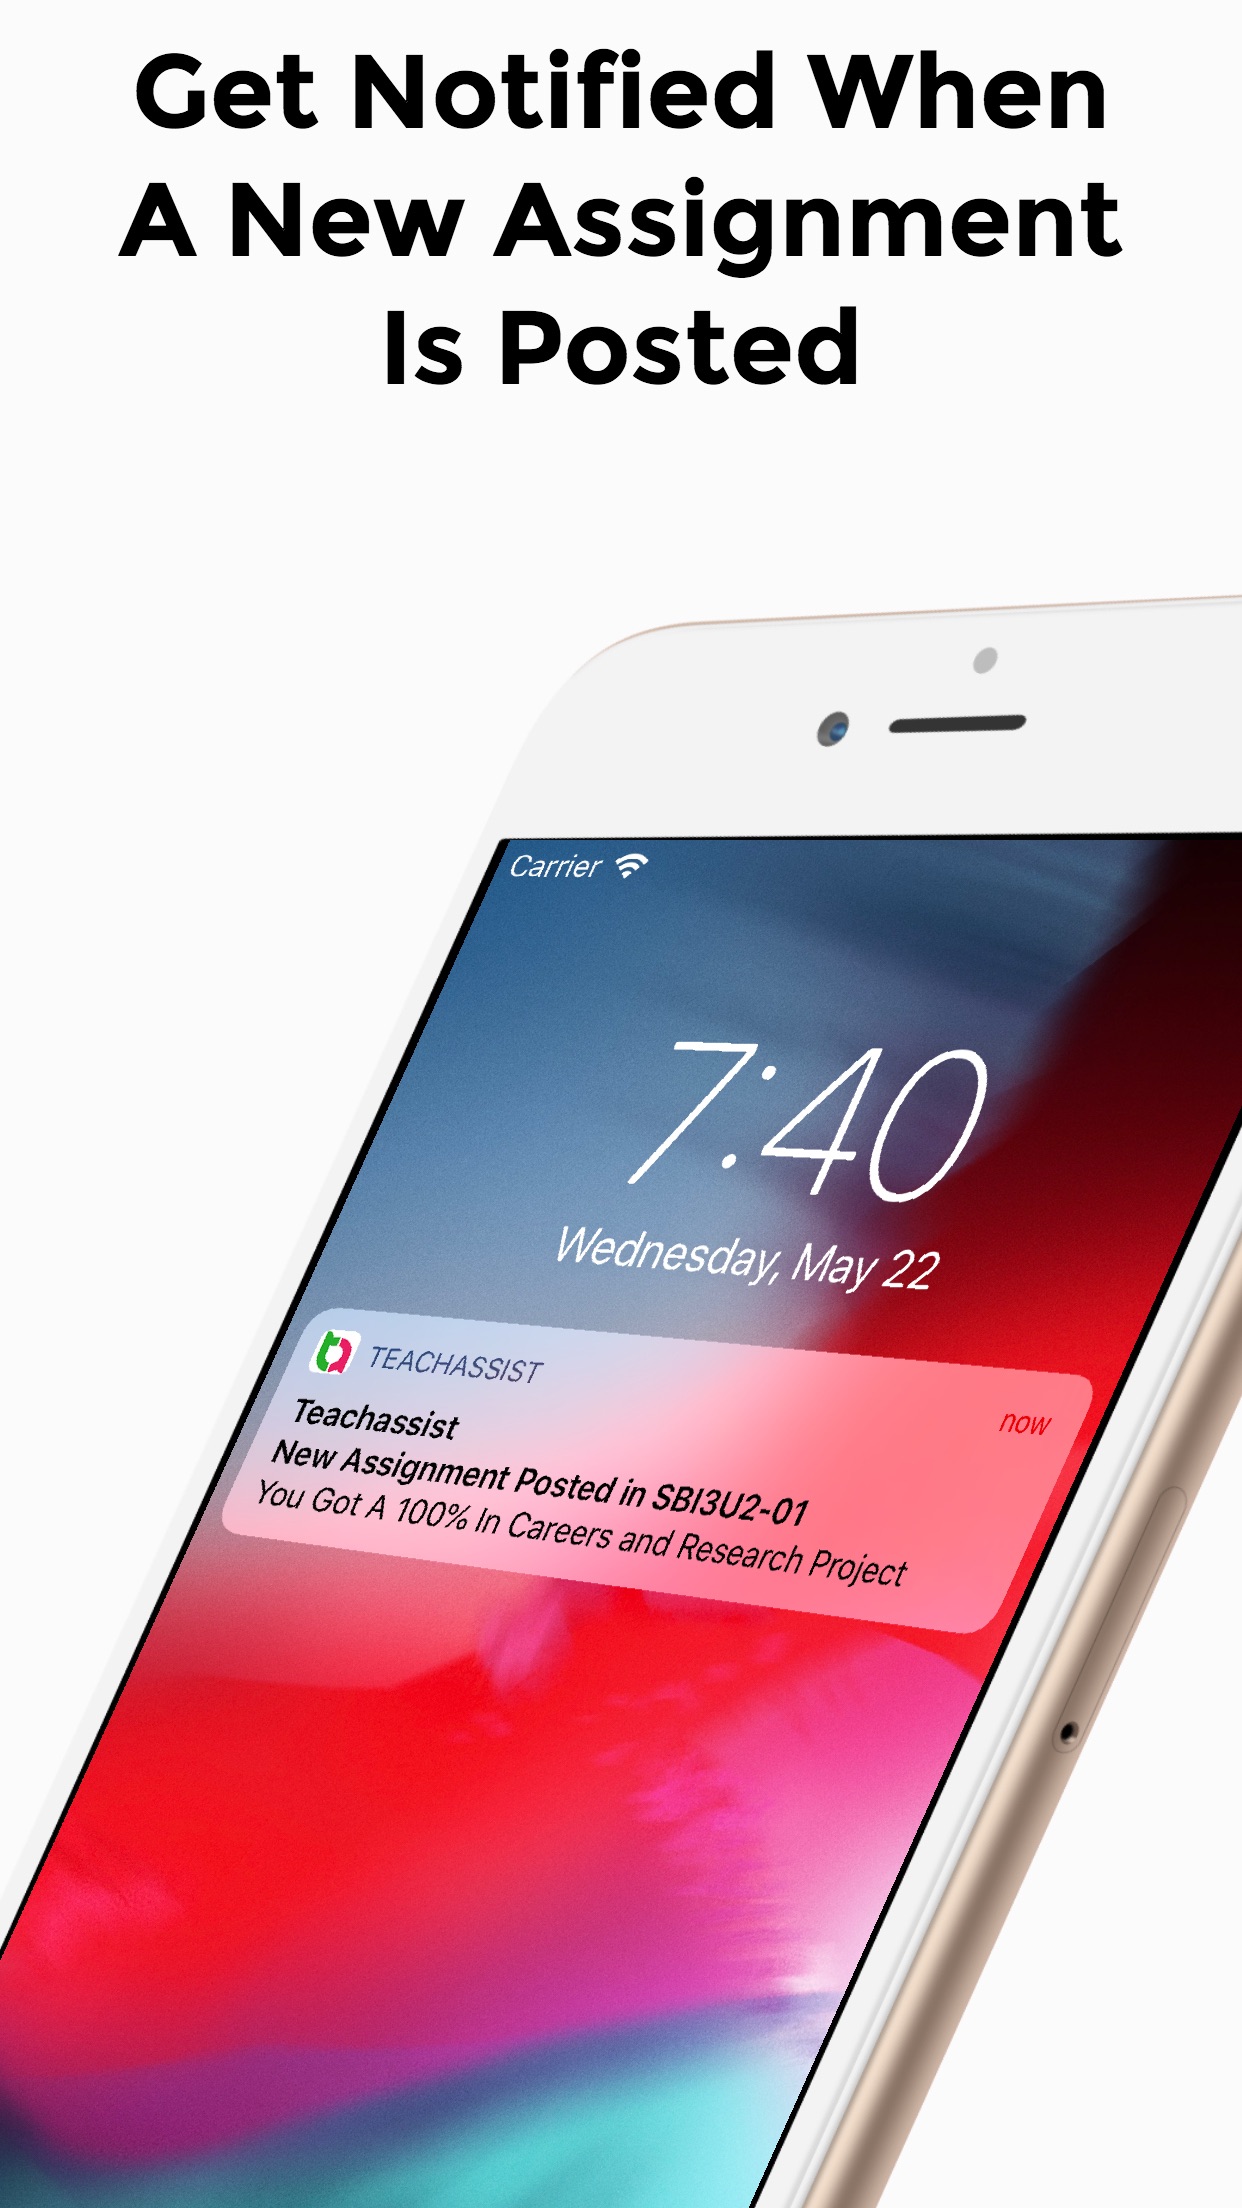 Get Notified When
A New Assignment
Is Posted
Carrier
7:40
Wednesday, May 22
TEACHASSIST
now
Teachassist
New Assignment Posted in SBI3U2-01
You Got A 100% In Careers and Research Project